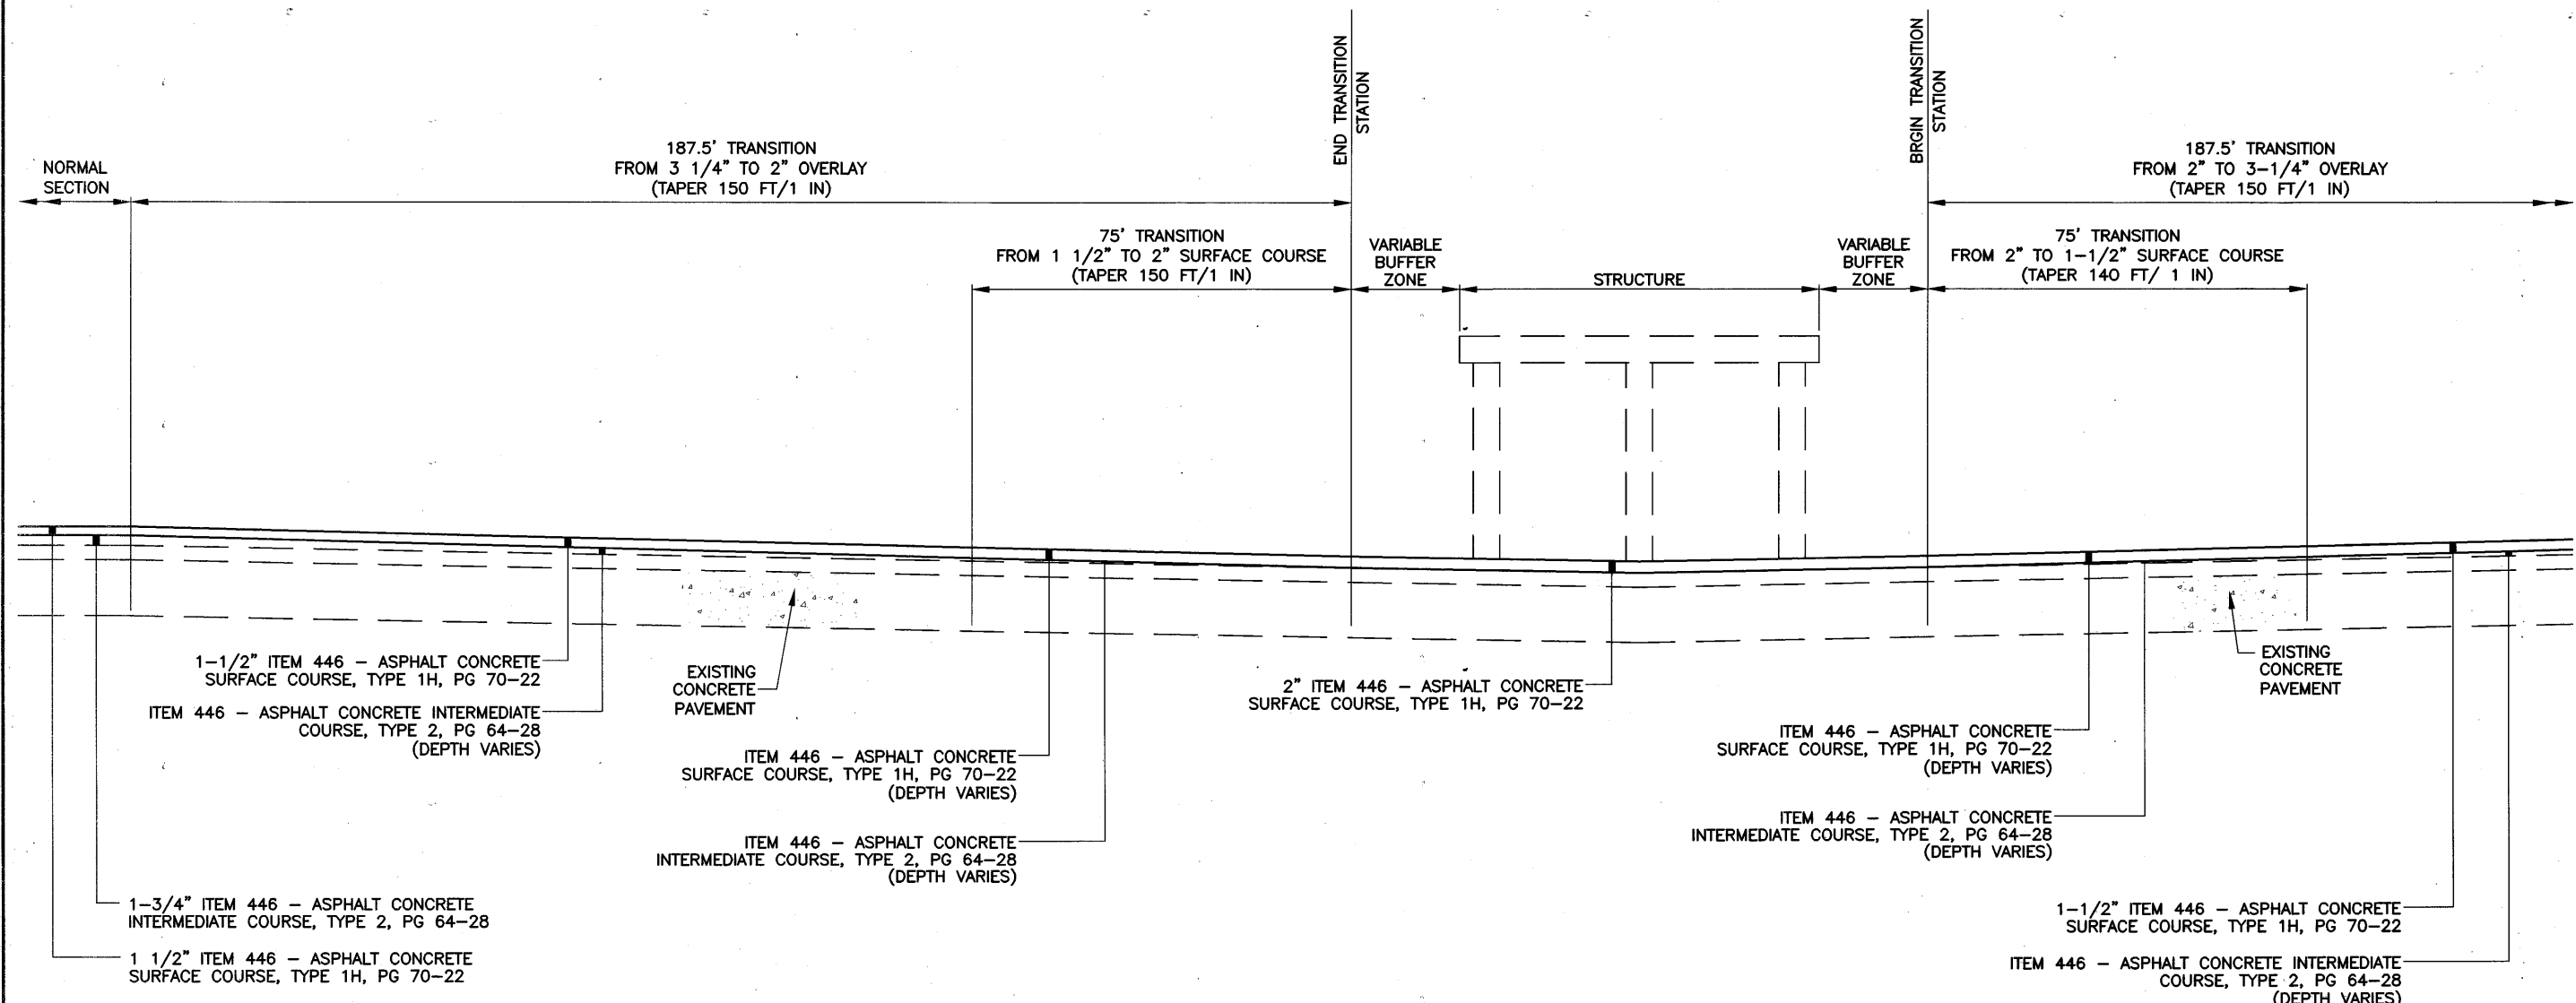 NORMAL
SECTION
187.5' TRANSITION
FROM 3 1/4" TO 2" OVERLAY
(TAPER 150 FT/1 IN)
END TRANSITION
STATION
BRGIN TRANSITION
STATION
187.5' TRANSITION
FROM 2" TO 3-1/4" OVERLAY
(TAPER 150 FT/1 IN)
75' TRANSITION
FROM 1 1/2" TO 2" SURFACE COURSE
(TAPER 150 FT/1 IN)
VARIABLE
BUFFER
ZONE
STRUCTURE
VARIABLE
BUFFER
ZONE
75' TRANSITION
FROM 2" TO 1-1/2" SURFACE COURSE
(TAPER 140 FT/ 1 IN)
1-1/2" ITEM 446 - ASPHALT CONCRETE
SURFACE COURSE, TYPE 1H, PG 70-22
ITEM 446 - ASPHALT CONCRETE INTERMEDIATE
COURSE, TYPE 2, PG 64-28
(DEPTH VARIES)
EXISTING
CONCRETE
PAVEMENT
ITEM 446 - ASPHALT CONCRETE
SURFACE COURSE, TYPE 1H, PG 70-22
(DEPTH VARIES)
ITEM 446 - ASPHALT CONCRETE
INTERMEDIATE COURSE, TYPE 2, PG 64-28
(DEPTH VARIES)
1-3/4" ITEM 446 - ASPHALT CONCRETE
INTERMEDIATE COURSE, TYPE 2, PG 64-28
1 1/2" ITEM 446 - ASPHALT CONCRETE
SURFACE COURSE, TYPE 1H, PG 70-22
2" ITEM 446 - ASPHALT CONCRETE
SURFACE COURSE, TYPE 1H, PG 70-22
EXISTING
CONCRETE
PAVEMENT
ITEM 446 - ASPHALT CONCRETE
SURFACE COURSE, TYPE 1H, PG 70-22
(DEPTH VARIES)
ITEM 446 - ASPHALT CONCRETE
INTERMEDIATE COURSE, TYPE 2, PG 64-28
(DEPTH VARIES)
1-1/2" ITEM 446 - ASPHALT CONCRETE
SURFACE COURSE, TYPE 1H, PG 70-22
ITEM 446 - ASPHALT CONCRETE INTERMEDIATE
COURSE, TYPE 2, PG 64-28
(DEPTH VARIES)